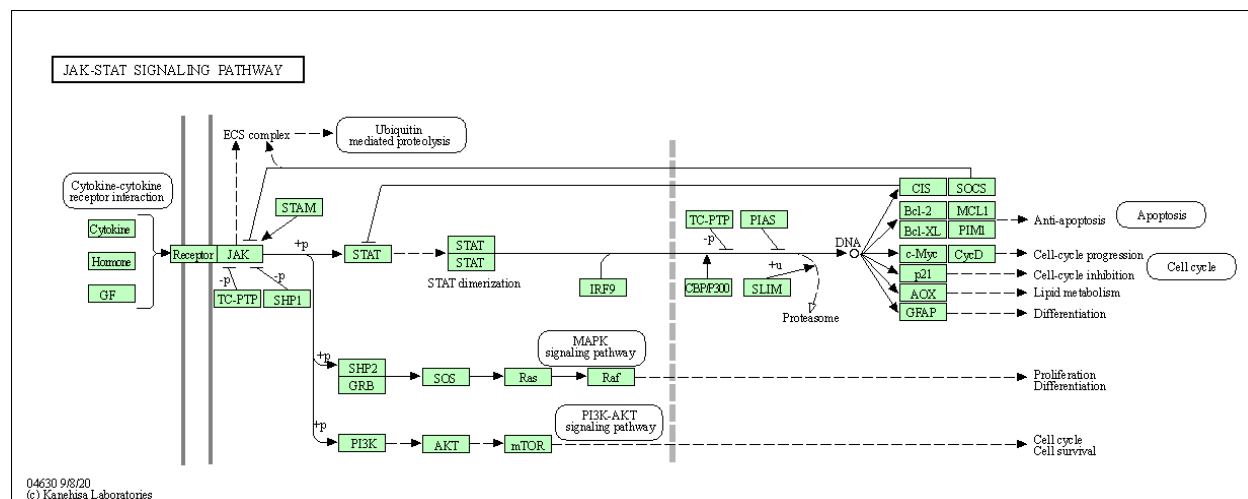 JAK-STAT SIGNALING PATHWAY
ECS complex
Ubiquitin
mediated proteolysis
Cytokine-cytokine
receptor interaction
Cytokine
Hormone
GF
Receptor
JAK
STAM
+p
STAT
STAT
STAT
STAT dimerization
-p
TC-PTP
-p
SHP1
IRF9
TC-PTP
-p
PIAS
+u
CBP/P300
SLIM
Proteasome
DNA
CIS
SOCS
Bcl-2
MCL1
Bcl-XL
PIM1
c-Myc
CycD
p21
AOX
GFAP
Anti-apoptosis
Apoptosis
Cell-cycle progression
Cell-cycle inhibition
Cell cycle
Lipid metabolism
Differentiation
+p
SHP2
GRB
SOS
Ras
Raf
MAPK
signaling pathway
Proliferation
Differentiation
+p
PI3K
AKT
mTOR
PI3K-AKT
signaling pathway
Cell cycle
Cell survival
04630 9/8/20
(c) Kanehisa Laboratories